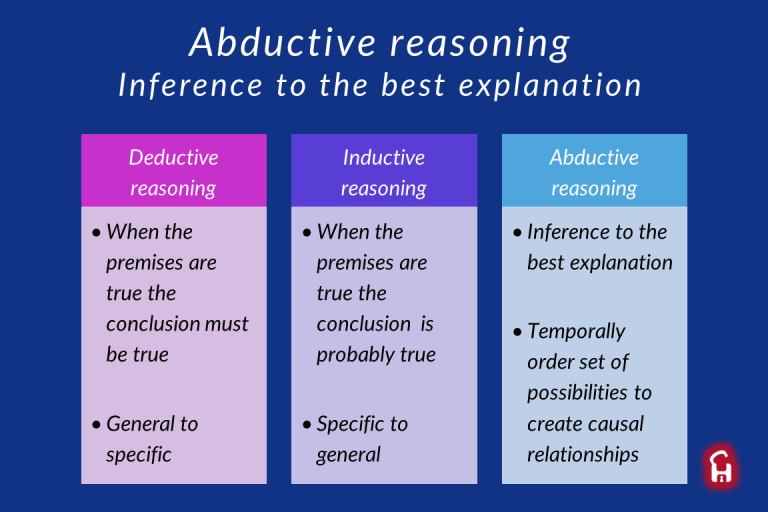 Abductive reasoning
Inference to the best explanation
Deductive
reasoning
• When the
premises are
true the
conclusion must
be true
• General to
specific
Inductive
reasoning
• When the
premises are
true the
conclusion is
probably true
• Specific to
general
Abductive
reasoning
• Inference to the
best explanation
• Temporally
order set of
possibilities to
create causal
relationships